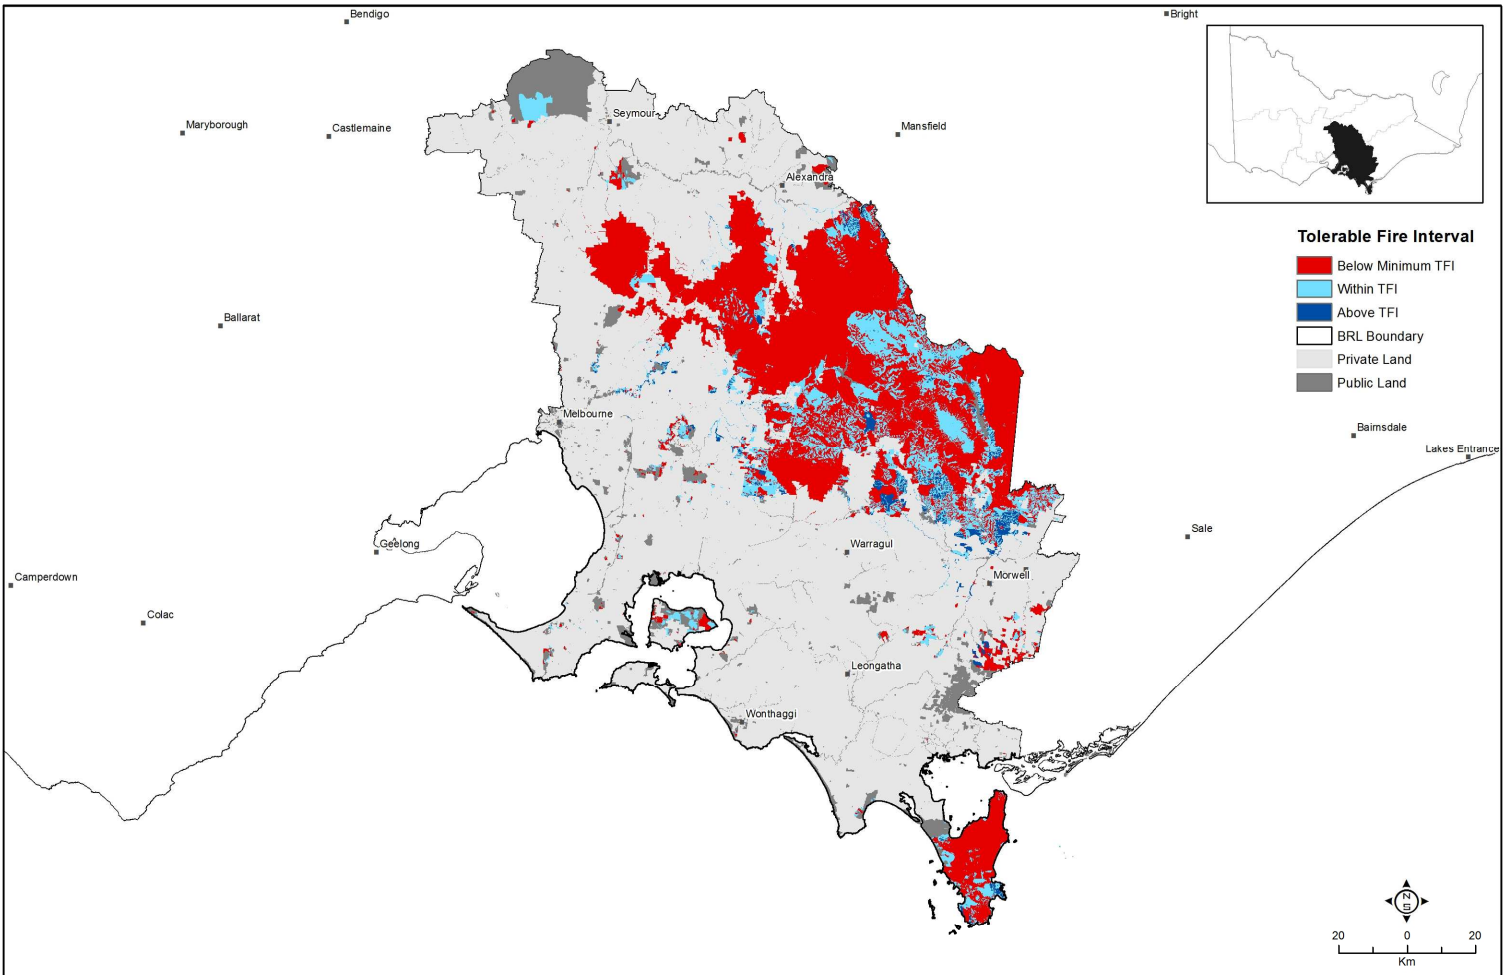 Bendigo
Bright
Maryborough
Castlemaine
Seymour
Mansfield
Alexandra
Tolerable Fire Interval
Below Minimum TFI
Within TFI
Above TFI
BRL Boundary
Private Land
Public Land
Ballarat
Melbourne
Bairnsdale
Lakes Entrance
Sale
Geelong
Warragul
Camperdown
Morwell
Colac
Leongatha
Wonthaggi
N
S
20 0 20
Km